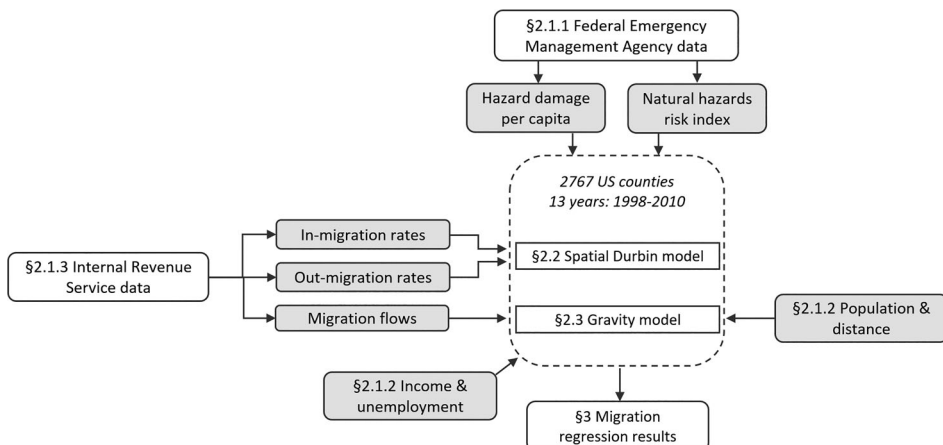 §2.1.1 Federal Emergency
Management Agency data
Hazard damage
per capita
Natural hazards
risk index
2767 US counties
13 years: 1998-2010
In-migration rates
§2.1.3 Internal Revenue
Service data
Out-migration rates
§2.2 Spatial Durbin model
Migration flows
§2.3 Gravity model
§2.1.2 Population &
distance
§2.1.2 Income &
unemployment
§3 Migration
regression results